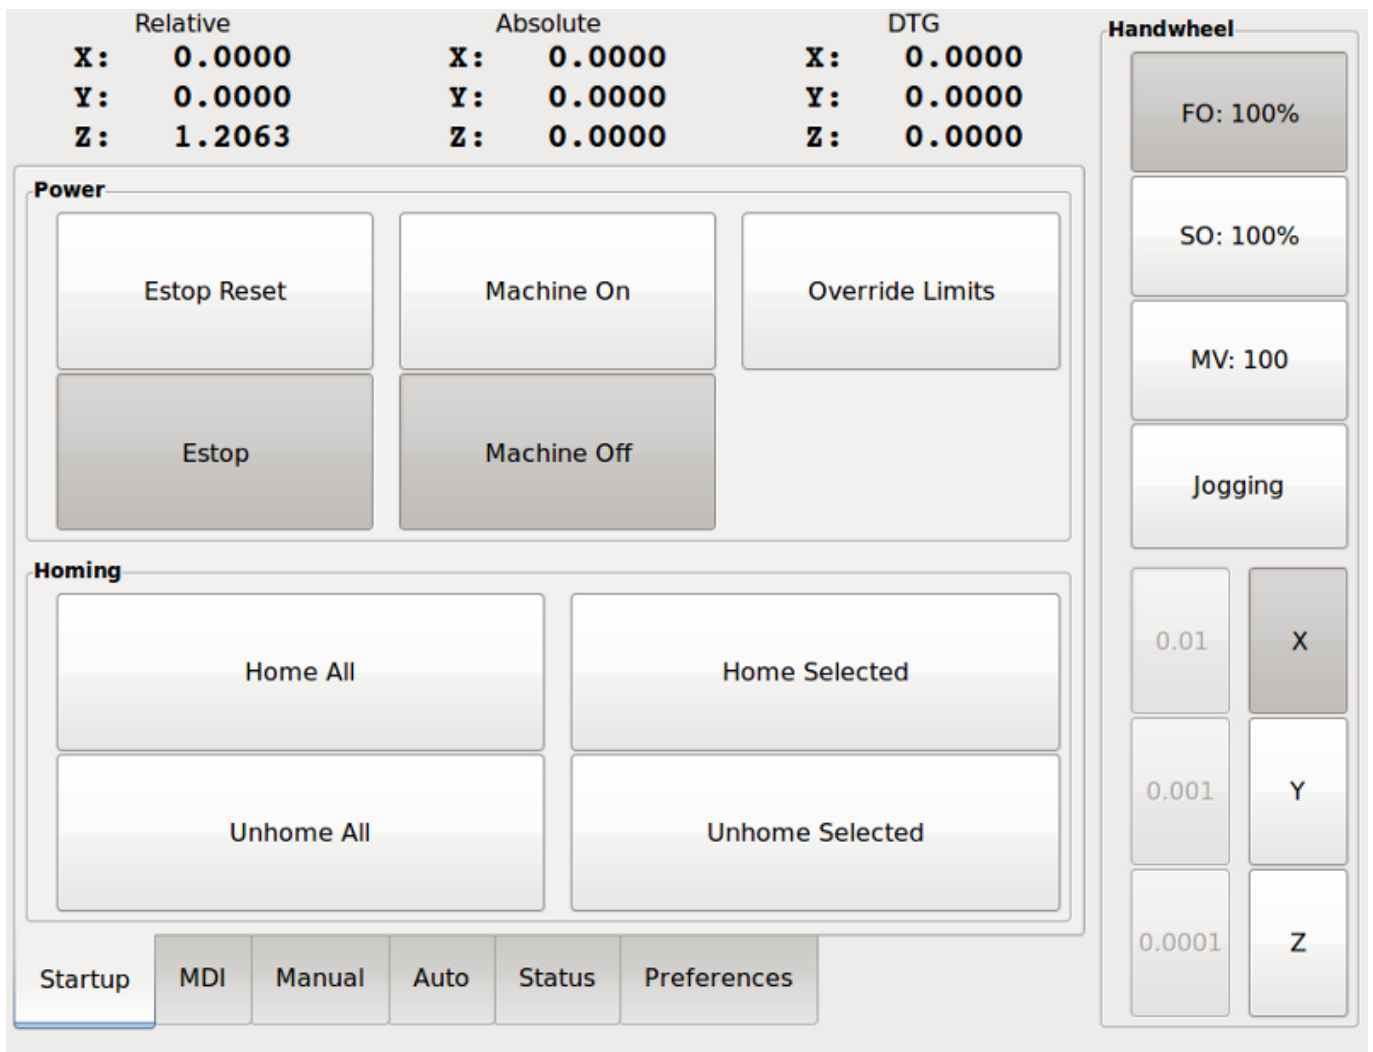 Relative Absolute DTG
X: 0.0000 X: 0.0000 X: 0.0000
Y: 0.0000 Y: 0.0000 Y: 0.0000
Z: 1.2063 Z: 0.0000 Z: 0.0000
Power
Estop Reset Machine On Override Limits
Estop Machine Off
Homing
Home All Home Selected
Unhome All Unhome Selected
Startup MDI Manual Auto Status Preferences
Handwheel
FO: 100%
SO: 100%
MV: 100
Jogging
0.01 X
0.001 Y
0.0001 Z